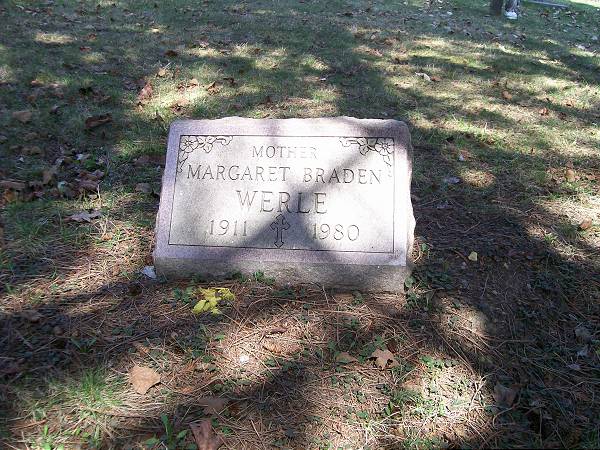 MOTHER
MARGARET BRADEN
WERLE
1911 1980